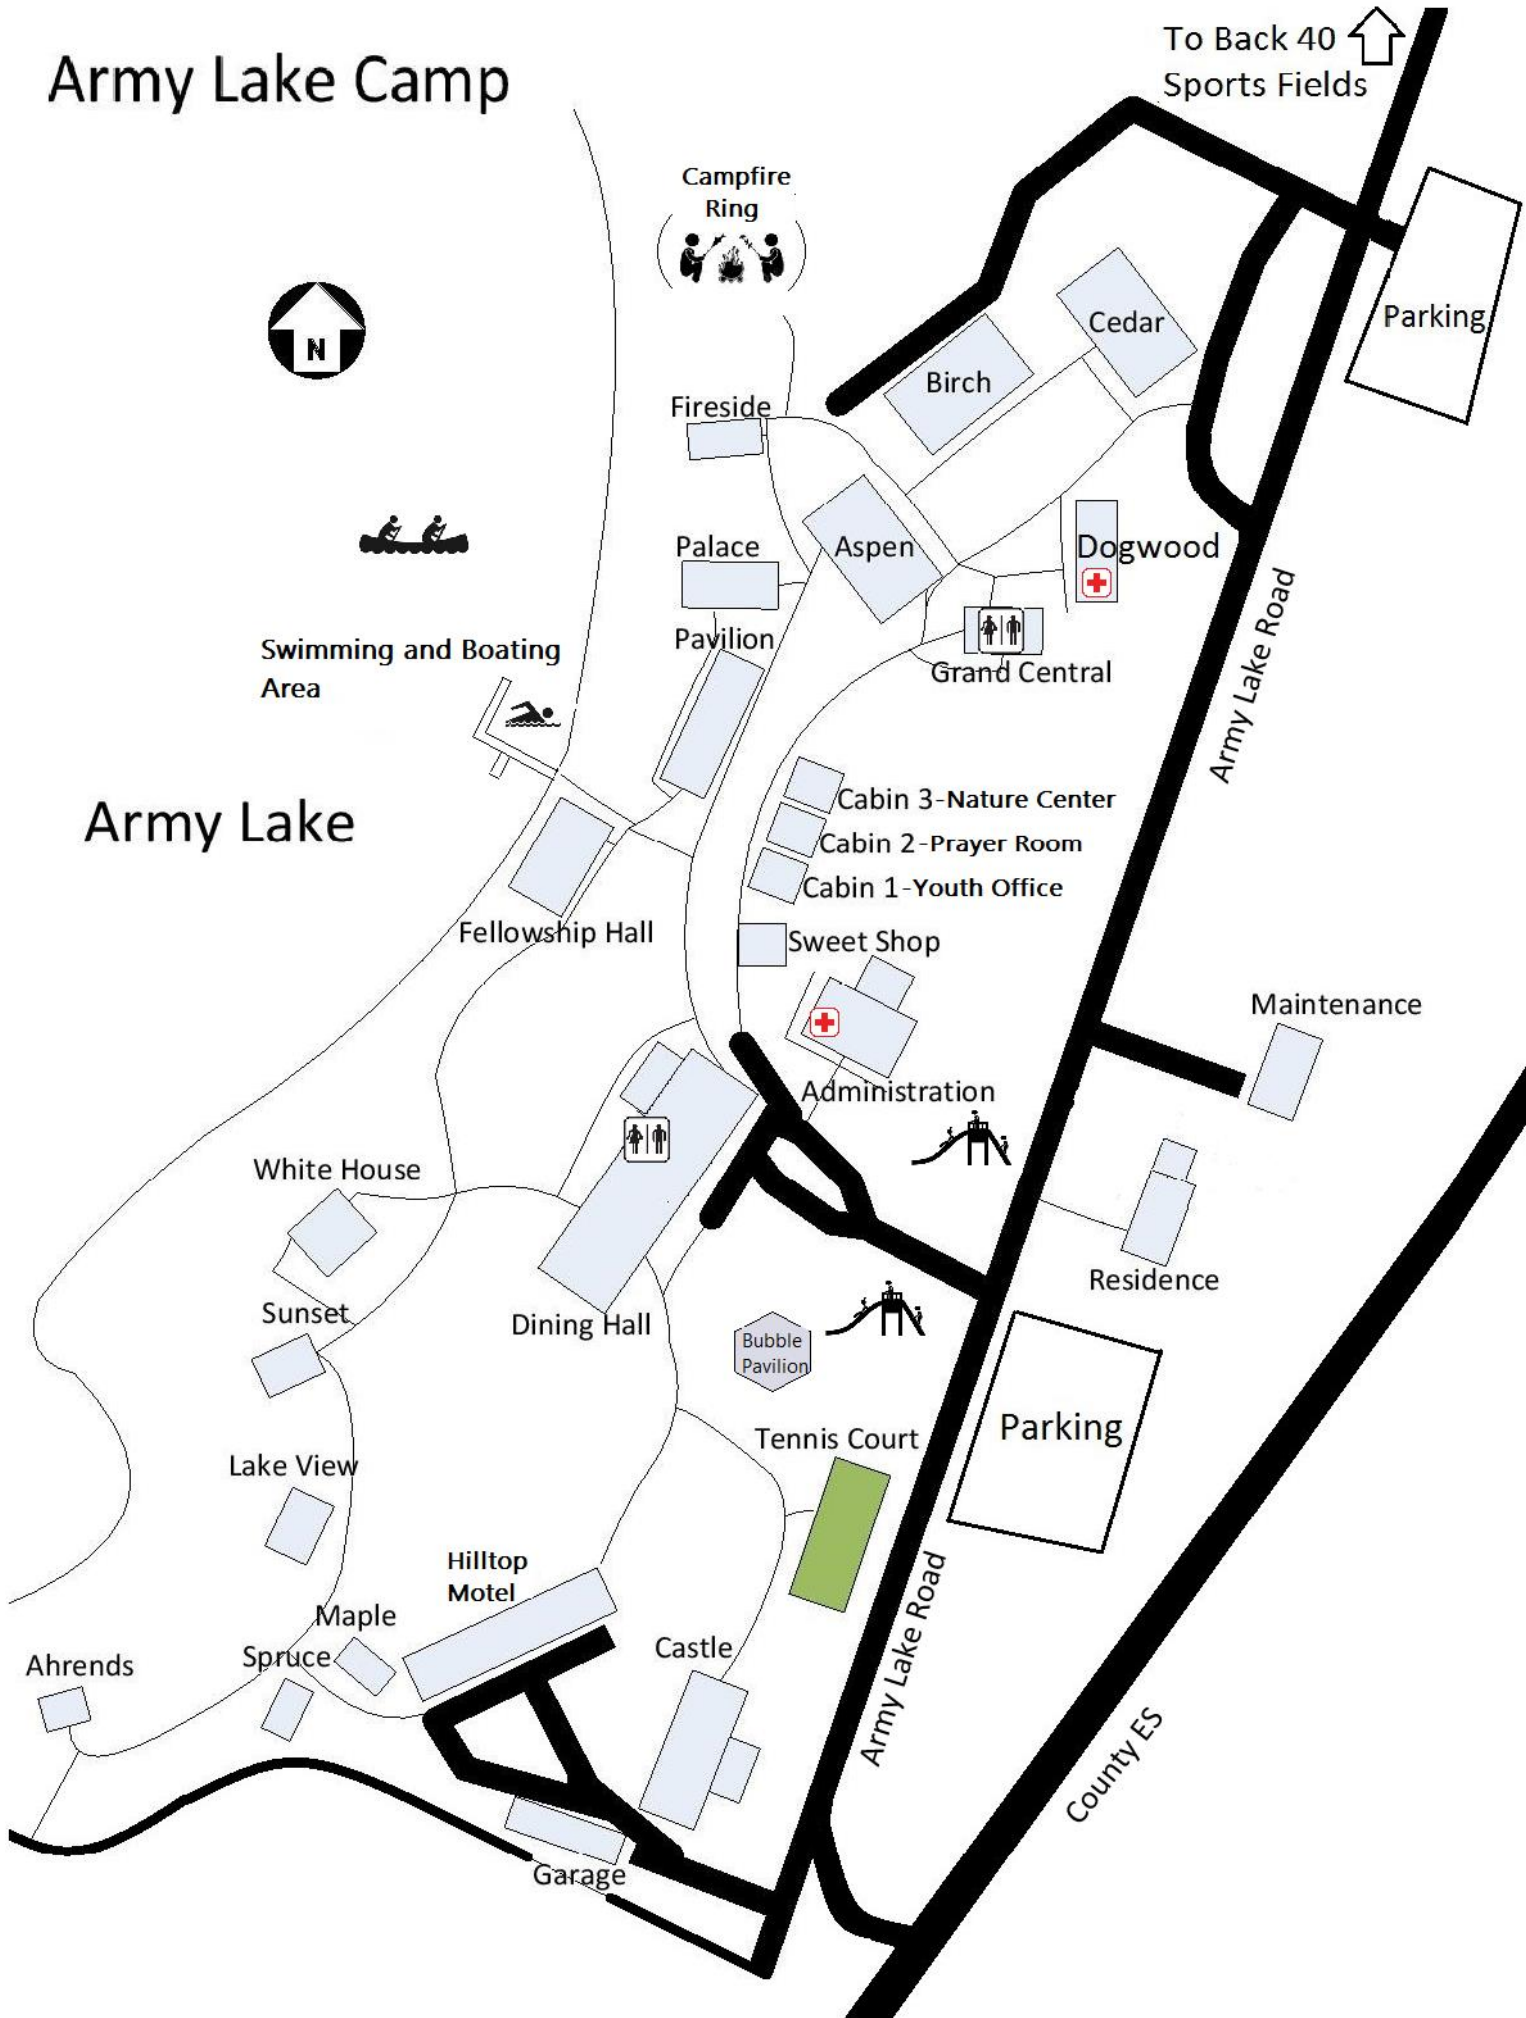 To Back 40
Sports Fields
Army Lake Camp
Campfire
Ring
N
Cedar
Parking
Birch
Fireside
Palace
Aspen
Dogwood
Pavilion
Swimming and Boating
Area
Grand Central
Army Lake Road
Army Lake
Cabin 3-Nature Center
Cabin 2-Prayer Room
Cabin 1-Youth Office
Fellowship Hall
Sweet Shop
Maintenance
Administration
White House
Residence
Sunset
Dining Hall
Bubble
Pavilion
Parking
Tennis Court
Lake View
Hilltop
Motel
Maple
Spruce
Castle
Ahrends
Army Lake Road
County ES
Garage